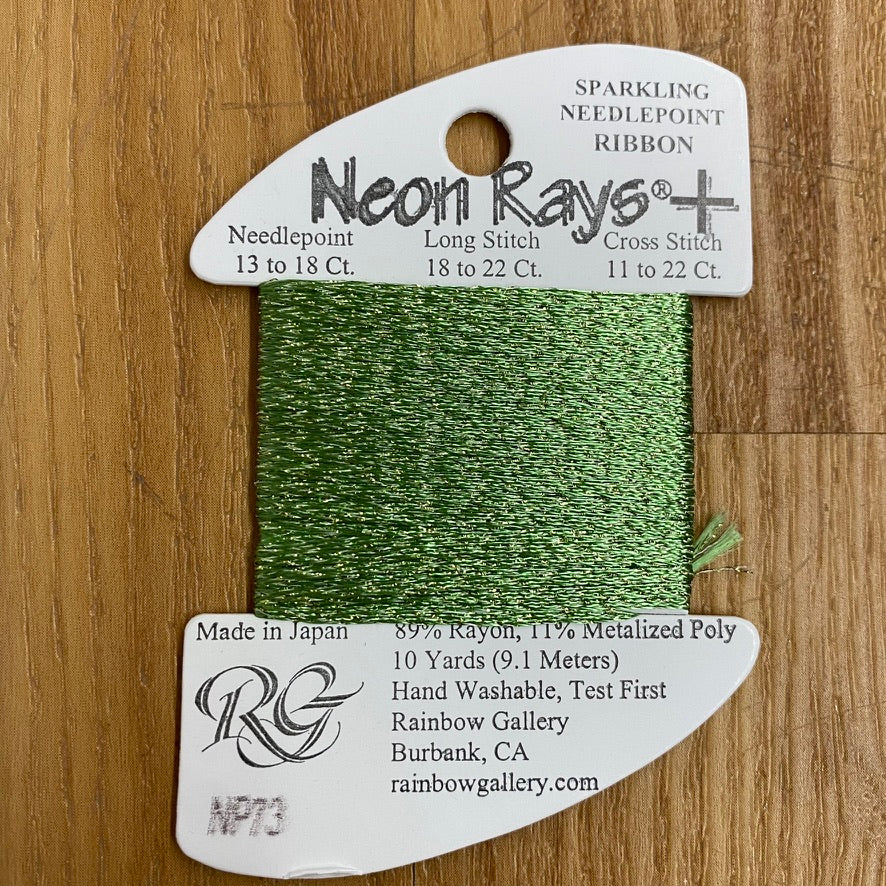 SPARKLING
NEEDLEPOINT
RIBBON
Neon Rays®+
Needlepoint Long Stitch Cross Stitch
13 to 18 Ct. 18 to 22 Ct. 11 to 22 Ct.
Made in Japan
89% Rayon, 11% Metalized Poly
10 Yards (9.1 Meters)
Hand Washable, Test First
Rainbow Gallery
Burbank, CA
rainbowgallery.com
RG
NP73